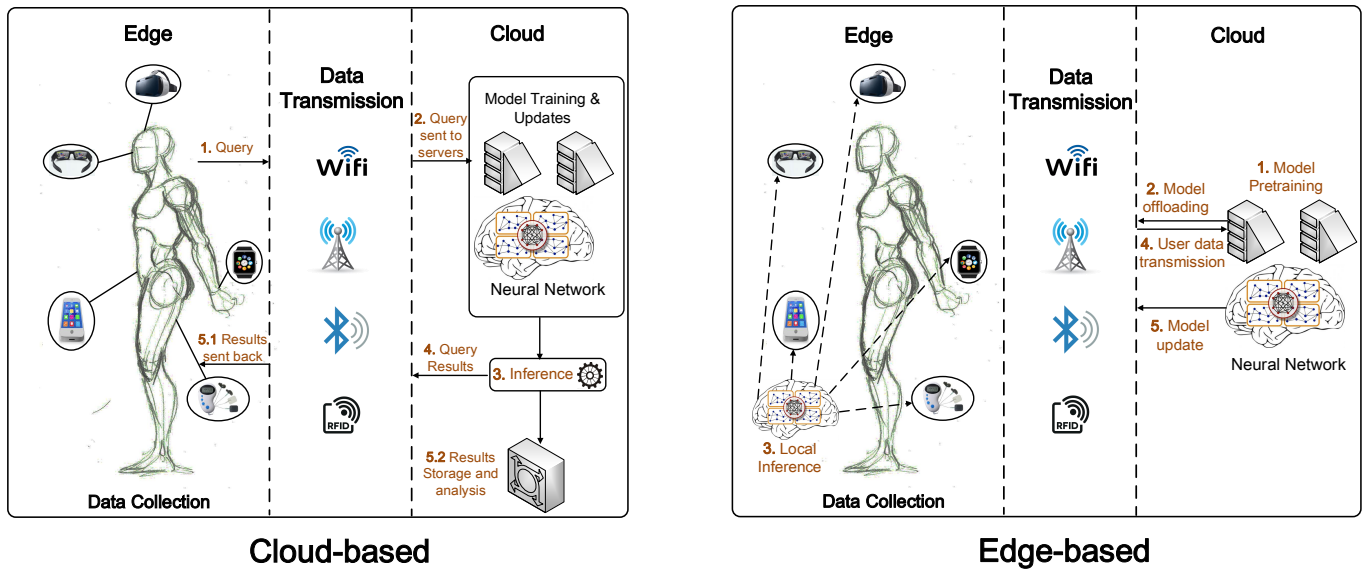 Edge
Cloud
Data
Transmission
Model Training &
Updates
1. Query
2. Query
sent to
servers
WiFi
Neural Network
5.1 Results
sent back
4. Query
Results
3. Inference
RFID
5.2 Results
Storage and
analysis
Data Collection
Cloud-based
Edge
Cloud
Data
Transmission
WiFi
1. Model
Pretraining
2. Model
offloading
4. User data
transmission
5. Model
update
Neural Network
RFID
3. Local
Inference
Data Collection
Edge-based